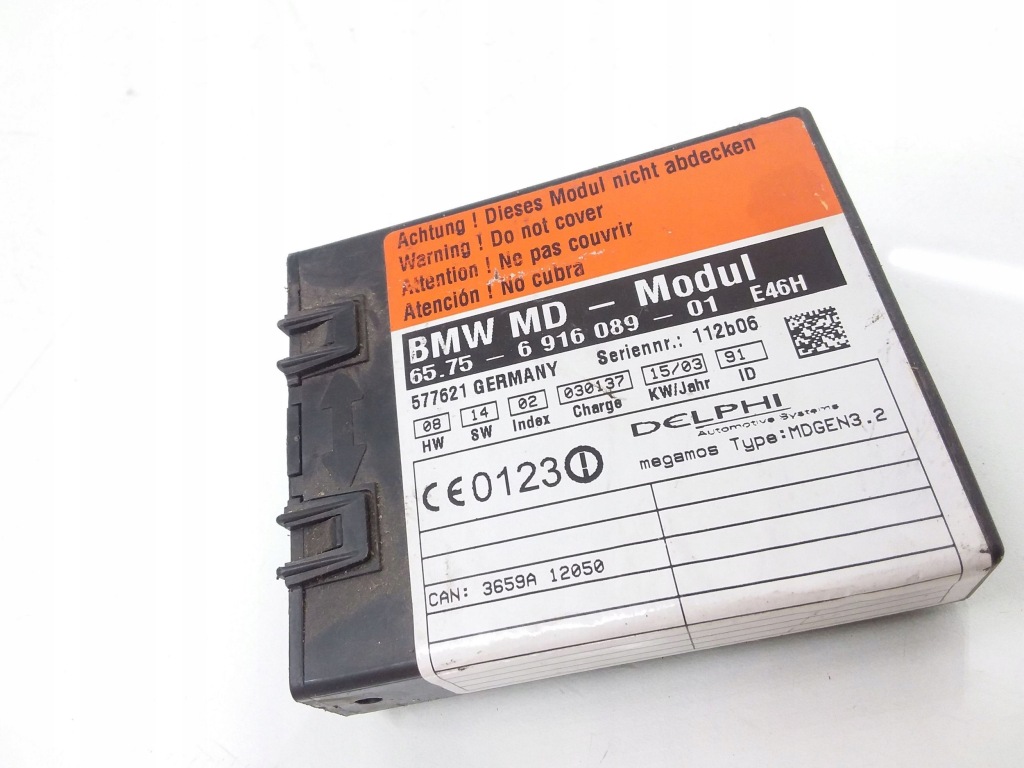 Achtung ! Dieses Modul nicht abdecken
Warning ! Do not cover
Attention ! Ne pas couvrir
Atención ! No cubra
BMW MD – Modul
65.75 – 6 916 089 – 01 E46H
577621 GERMANY Seriennr.: 112b06
08 14 02 030137 15/03 91
HW SW Index Charge KW/Jahr ID
DELPHI
Automotive Systems
megamos Type:MDGEN3.2
CE0123
CAN: 3659A 12050